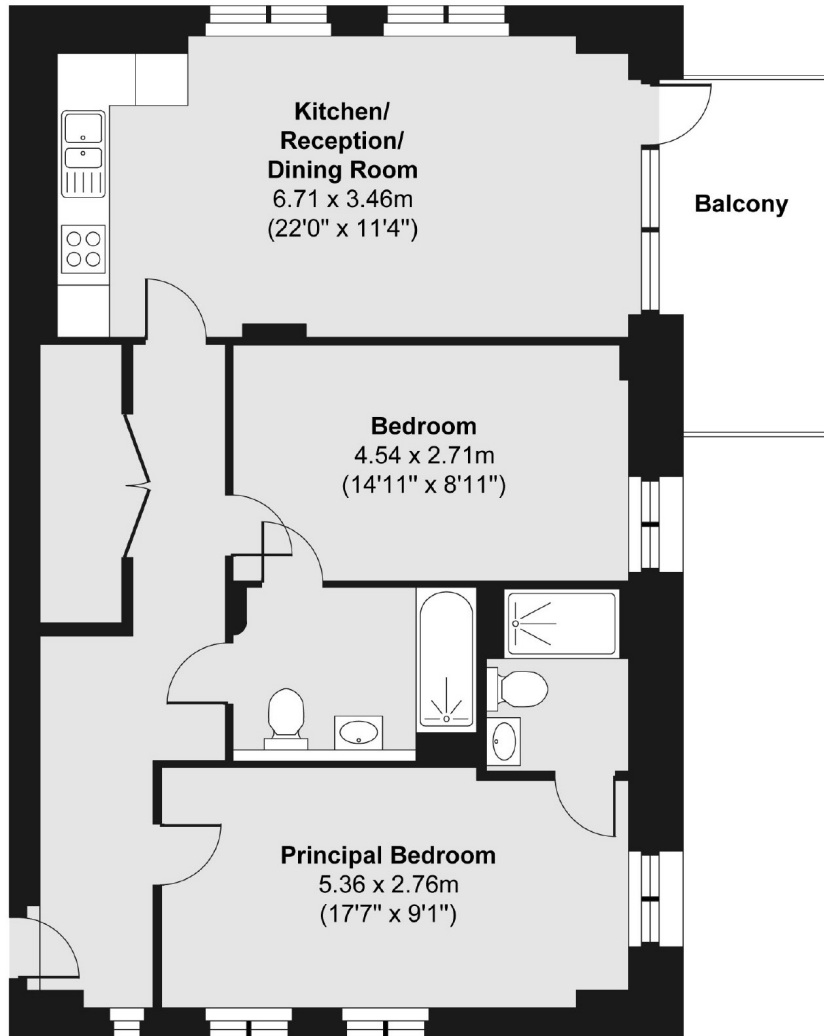 Kitchen/
Reception/
Dining Room
6.71 x 3.46m
(22'0" x 11'4")
Balcony
Bedroom
4.54 x 2.71m
(14'11" x 8'11")
Principal Bedroom
5.36 x 2.76m
(17'7" x 9'1")